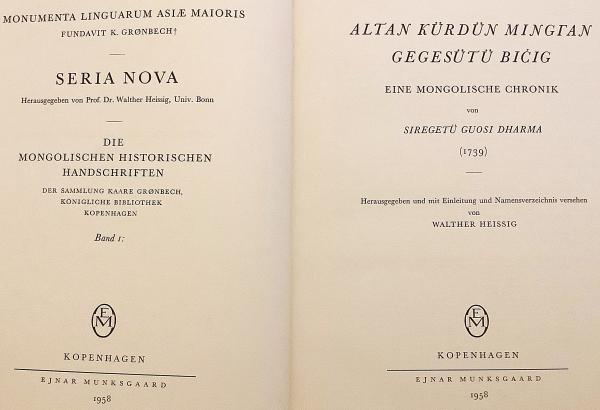 MONUMENTA LINGUARUM ASIÆ MAIORIS
FUNDAVIT K. GRØNBECH†
SERIA NOVA
Herausgegeben von Prof. Dr. Walther Heissig, Univ. Bonn
DIE
MONGOLISCHEN HISTORISCHEN
HANDSCHRIFTEN
DER SAMMLUNG KAARE GRØNBECH,
KÖNIGLICHE BIBLIOTHEK
KOPENHAGEN
Band I:
EM
KOPENHAGEN
EJNAR MUNKSGAARD
1958
ALTAN KÜRDÜN MINGΓAN
GEGESÜTÜ BIČIG
EINE MONGOLISCHE CHRONIK
von
SIREGETÜ GUOSI DHARMA
(1739)
Herausgegeben und mit Einleitung und Namensverzeichnis versehen
von
WALTHER HEISSIG
EM
KOPENHAGEN
EJNAR MUNKSGAARD
1958